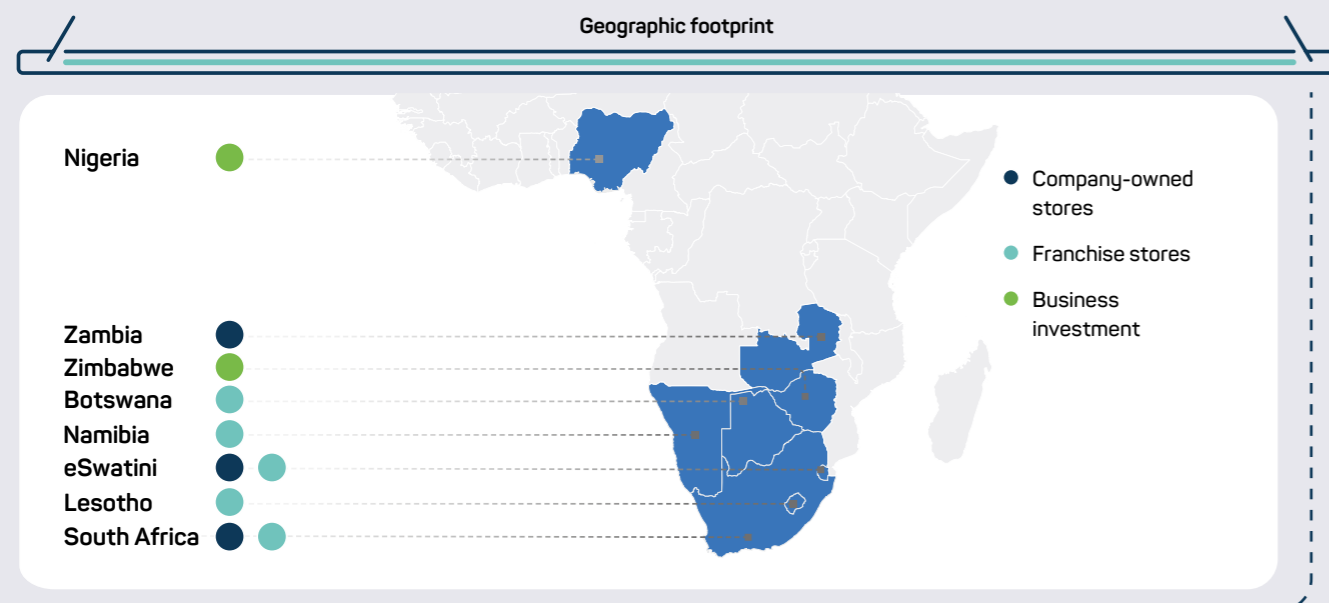 Geographic footprint
Nigeria
Zambia
Zimbabwe
Botswana
Namibia
eSwatini
Lesotho
South Africa
Company-owned
stores
Franchise stores
Business
investment